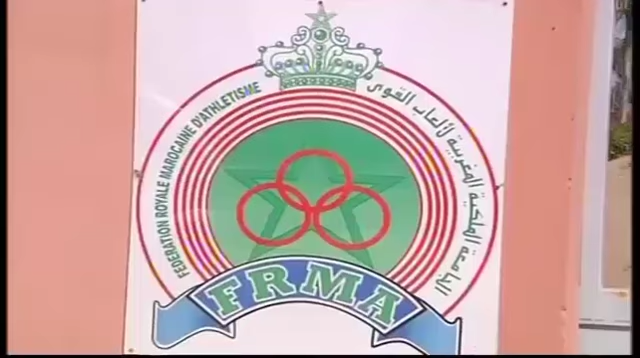 FEDERATION ROYALE MAROCAINE D'ATHLETISME
الجامعة الملكية المغربية لألعاب القوى
FRMA